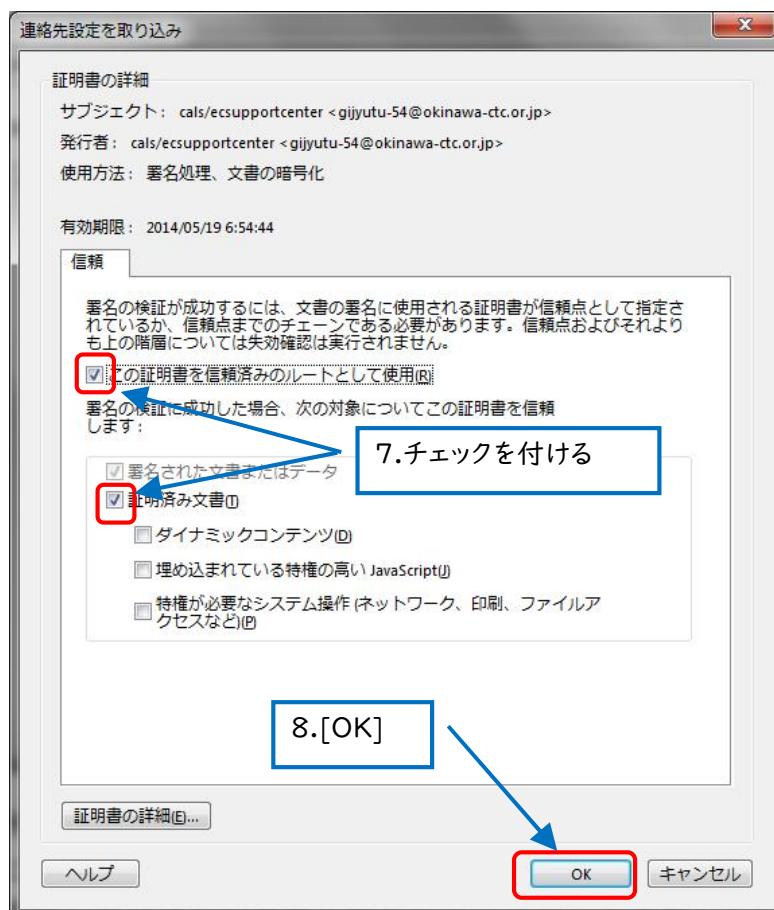 連絡先設定を取り込み
x
証明書の詳細
サブジェクト: cals/ecsupportcenter <gijyutu-54@okinawa-ctc.or.jp>
発行者: cals/ecsupportcenter <gijyutu-54@okinawa-ctc.or.jp>
使用方法: 署名処理、文書の暗号化
有効期限: 2014/05/19 6:54:44
信頼
署名の検証が成功するには、文書の署名に使用される証明書が信頼点として指定さ
れているか、信頼点までのチェーンである必要があります。信頼点およびそれより
も上の階層については失効確認は実行されません。
この証明書を信頼済みのルートとして使用(R)
署名の検証に成功した場合、次の対象についてこの証明書を信頼
します:
7.チェックを付ける
署名された文書またはデータ
証明済み文書(I)
ダイナミックコンテンツ(D)
埋め込まれている特権の高い JavaScript(J)
特権が必要なシステム操作 (ネットワーク、印刷、ファイルア
クセスなど)(P)
8.[OK]
証明書の詳細(E)...
ヘルプ
OK
キャンセル